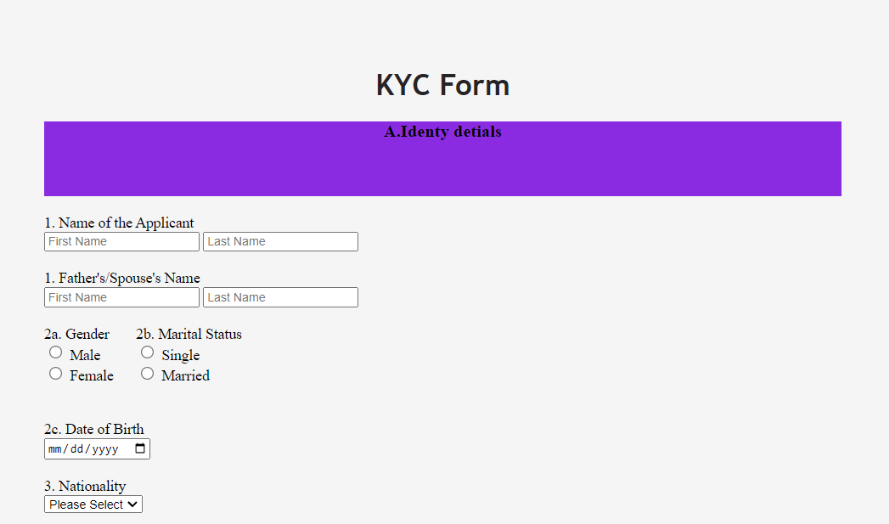 KYC Form
A.Identy detials
1. Name of the Applicant
First Name Last Name
1. Father's/Spouse's Name
First Name Last Name
2a. Gender 2b. Marital Status
Male Single
Female Married
2c. Date of Birth
mm/dd/yyyy
3. Nationality
Please Select